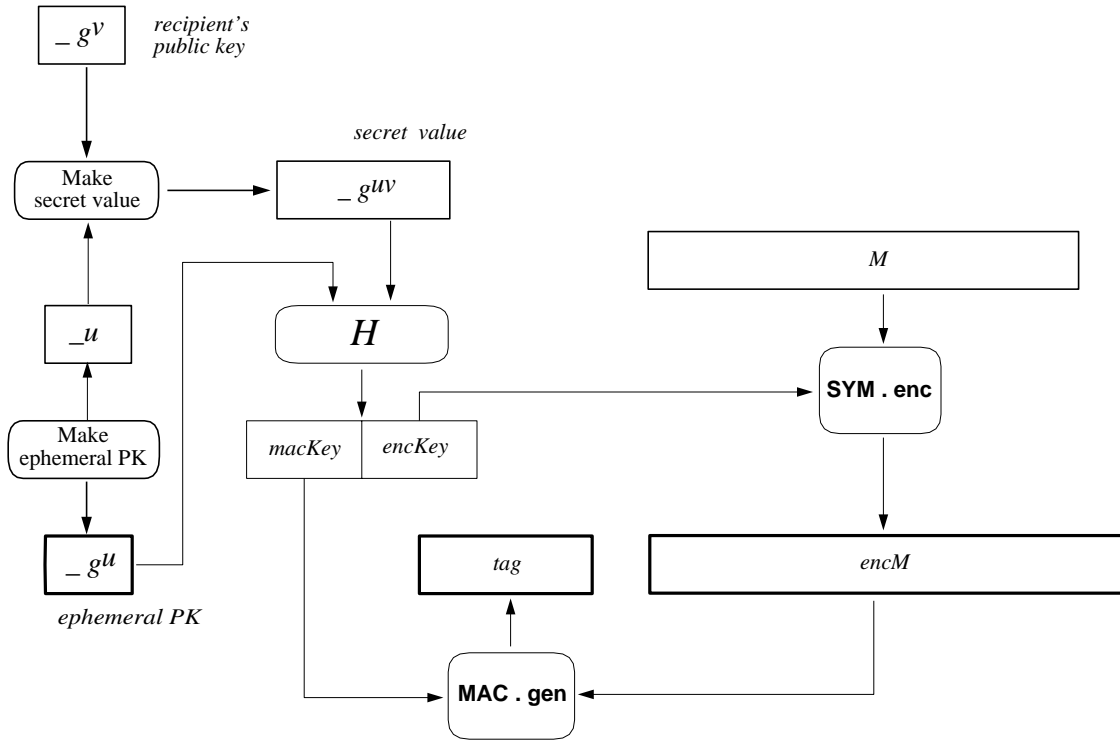 _ g^v
recipient's
public key
secret value
Make
secret value
_ g^uv
M
_u
H
SYM . enc
Make
ephemeral PK
macKey
encKey
_ g^u
tag
encM
ephemeral PK
MAC . gen